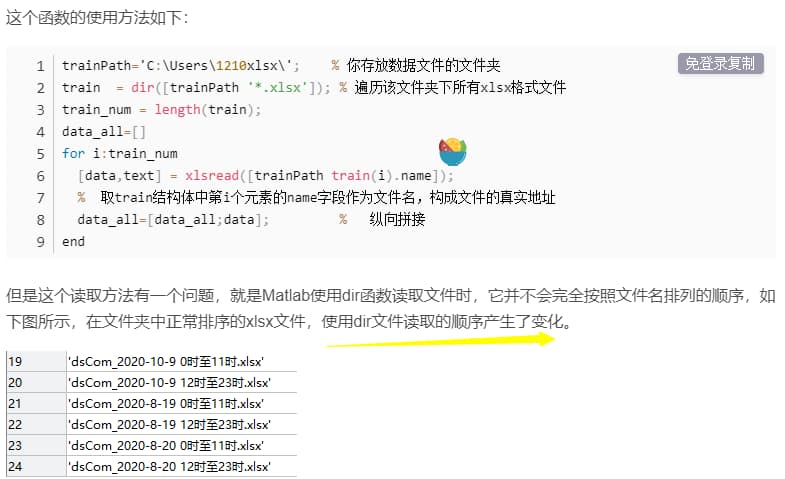 这个函数的使用方法如下：
1 trainPath='C:\Users\1210xlsx\'; % 你存放数据文件的文件夹
免登录复制
2 train = dir([trainPath '*.xlsx']); % 遍历该文件夹下所有xlsx格式文件
3 train_num = length(train);
4 data_all=[]
5 for i:train_num
6 [data,text] = xlsread([trainPath train(i).name]);
7 % 取train结构体中第i个元素的name字段作为文件名，构成文件的真实地址
8 data_all=[data_all;data]; % 纵向拼接
9 end
但是这个读取方法有一个问题，就是Matlab使用dir函数读取文件时，它并不会完全按照文件名排列的顺序，如
下图所示，在文件夹中正常排序的xlsx文件，使用dir文件读取的顺序产生了变化。
19 'dsCom_2020-10-9 0时至11时.xlsx'
20 'dsCom_2020-10-9 12时至23时.xlsx'
21 'dsCom_2020-8-19 0时至11时.xlsx'
22 'dsCom_2020-8-19 12时至23时.xlsx'
23 'dsCom_2020-8-20 0时至11时.xlsx'
24 'dsCom_2020-8-20 12时至23时.xlsx'